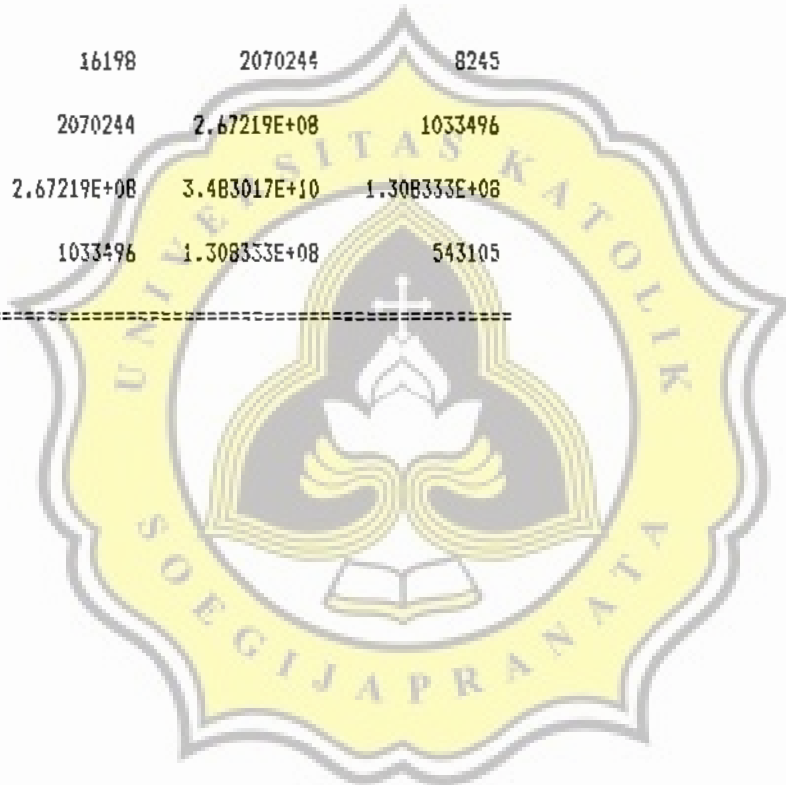 16198 2070244 8245
2070244 2.67219E+08 1033496
2.67219E+08 3.483017E+10 1.308333E+08
1033496 1.308333E+08 543105
==================================
UNIVERSITAS KATOLIK
SOEGIJAPRANATA